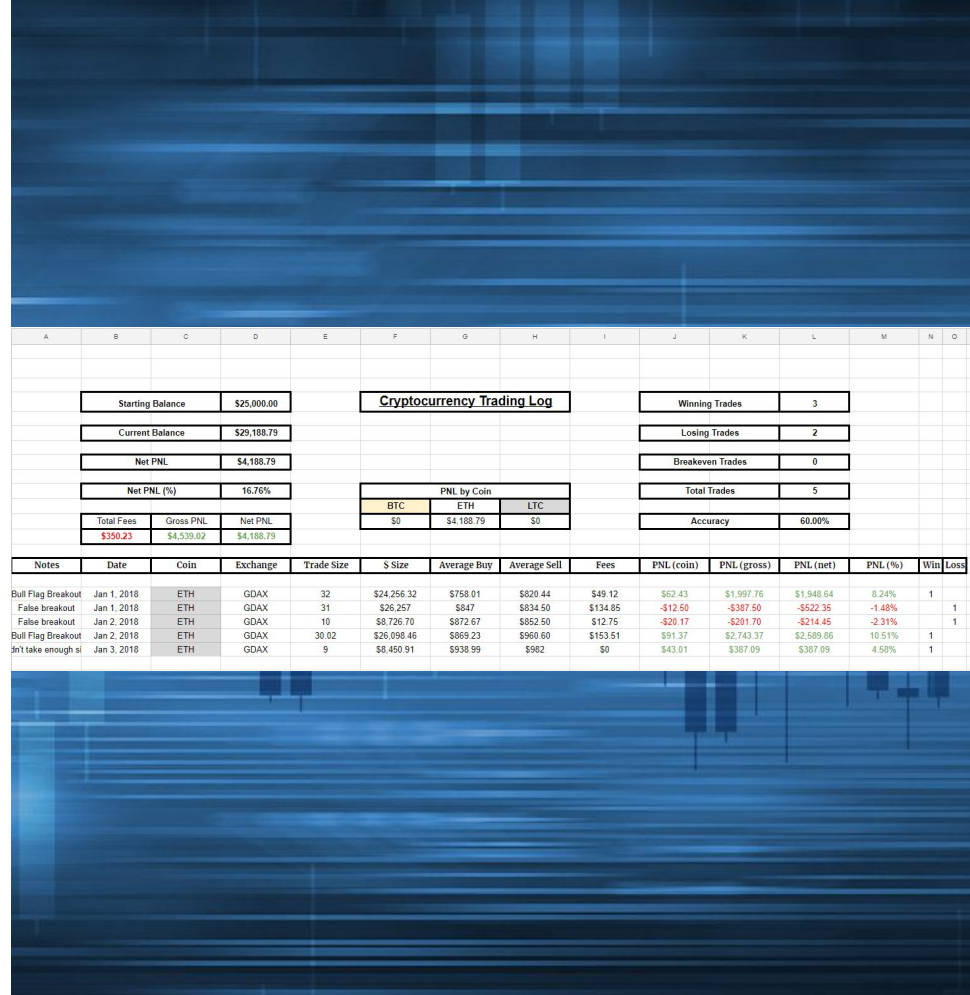 A B C D E F G H I J K L M N O
Starting Balance $25,000.00 Cryptocurrency Trading Log Winning Trades 3
Current Balance $29,188.79 Losing Trades 2
Net PNL $4,188.79 Breakeven Trades 0
Net PNL (%) 16.76% PNL by Coin Total Trades 5
BTC ETH LTC
Total Fees Gross PNL Net PNL $0 $4,188.79 $0 Accuracy 60.00%
$350.23 $4,539.02 $4,188.79
Notes Date Coin Exchange Trade Size $ Size Average Buy Average Sell Fees PNL (coin) PNL (gross) PNL (net) PNL (%) Win Loss
Bull Flag Breakout Jan 1, 2018 ETH GDAX 32 $24,256.32 $758.01 $820.44 $49.12 $62.43 $1,997.76 $1,948.64 8.24% 1
False breakout Jan 1, 2018 ETH GDAX 31 $26,257 $847 $834.50 $134.85 -$12.50 -$387.50 -$522.35 -1.48% 1
False breakout Jan 2, 2018 ETH GDAX 10 $8,726.70 $872.67 $852.50 $12.75 -$20.17 -$201.70 -$214.45 -2.31% 1
Bull Flag Breakout Jan 2, 2018 ETH GDAX 30.02 $26,098.46 $869.23 $960.60 $153.51 $91.37 $2,743.37 $2,589.86 10.51% 1
dn't take enough si Jan 3, 2018 ETH GDAX 9 $8,450.91 $938.99 $982 $0 $43.01 $387.09 $387.09 4.58% 1